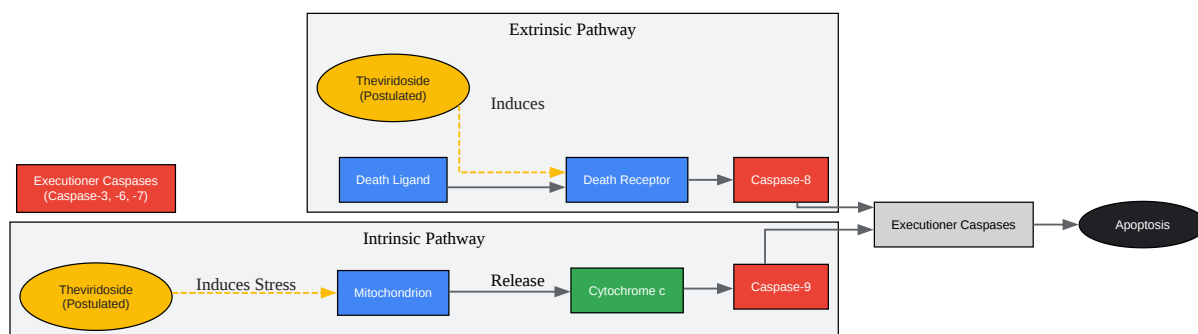 Extrinsic Pathway
Theviridoside
(Postulated)
Induces
Death Ligand
Death Receptor
Caspase-8
Executioner Caspases
(Caspase-3, -6, -7)
Executioner Caspases
Apoptosis
Intrinsic Pathway
Theviridoside
(Postulated)
Induces Stress
Mitochondrion
Release
Cytochrome c
Caspase-9